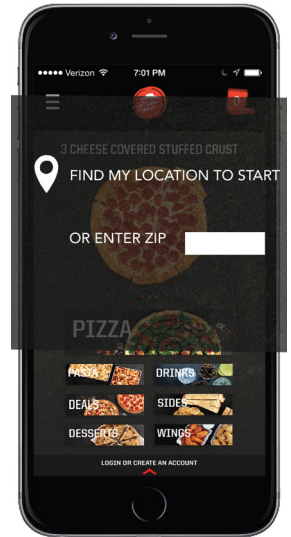 Verizon 7:01 PM
0
3 CHEESE COVERED STUFFED CRUST
FIND MY LOCATION TO START
OR ENTER ZIP
PIZZA
PASTA DRINKS
DEALS SIDES
DESSERTS WINGS
LOGIN OR CREATE AN ACCOUNT